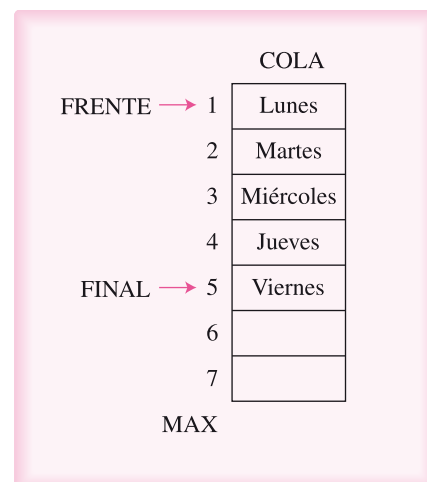 COLA
FRENTE → 1 Lunes
2 Martes
3 Miércoles
4 Jueves
FINAL → 5 Viernes
6
7
MAX